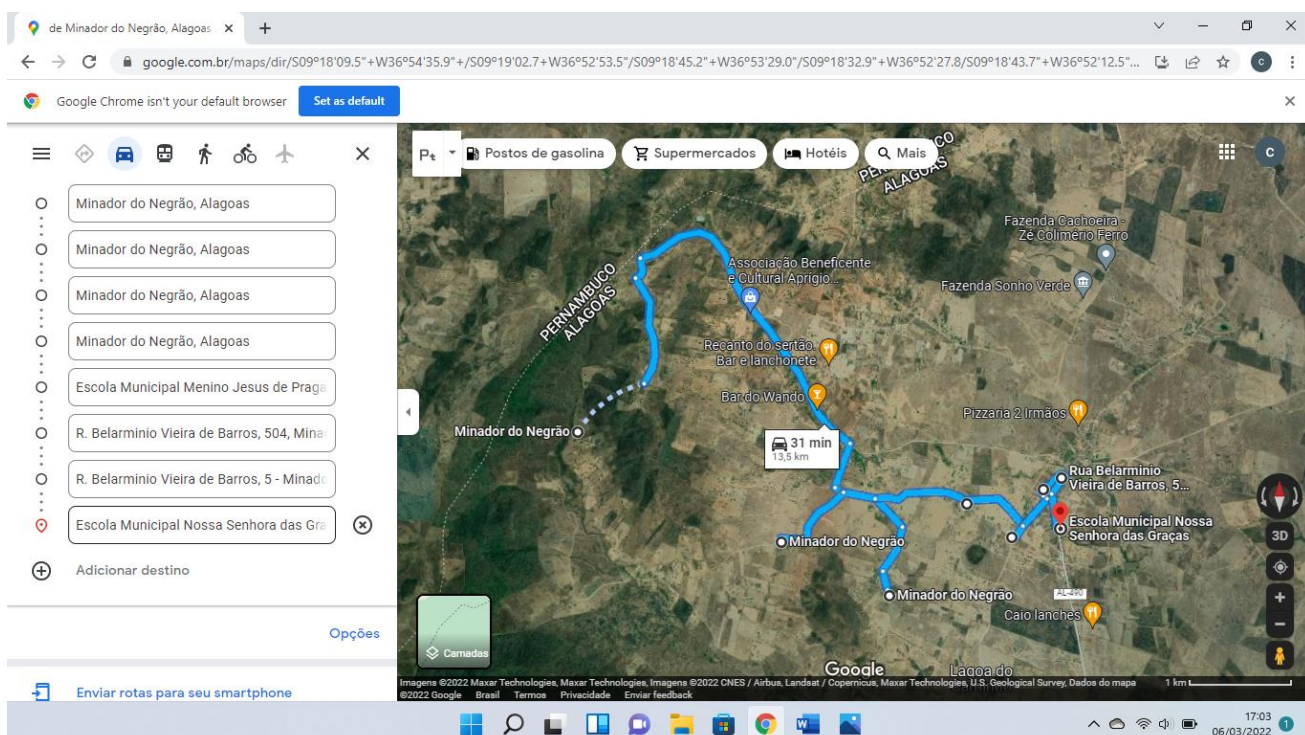 de Minador do Negrão, Alagoas
google.com.br/maps/dir/S09°18'09.5"+W36°54'35.9"+/S09°19'02.7+W36°52'53.5"/S09°18'45.2"+W36°53'29.0"/S09°18'32.9"+W36°52'27.8/S09°18'43.7"+W36°52'12.5"...
C
Google Chrome isn't your default browser
Set as default
Minador do Negrão, Alagoas
Minador do Negrão, Alagoas
Minador do Negrão, Alagoas
Minador do Negrão, Alagoas
Escola Municipal Menino Jesus de Praga
R. Belarminio Vieira de Barros, 504, Mina
R. Belarminio Vieira de Barros, 5 - Minado
Escola Municipal Nossa Senhora das Gra
Adicionar destino
Opções
Enviar rotas para seu smartphone
Postos de gasolina
Supermercados
Hotéis
Mais
C
PERNAMBUCO
ALAGOAS
Fazenda Cachoeira -
Zé Colimério Ferro
Associação Beneficente
e Cultural Aprígio...
Fazenda Sonho Verde
PERNAMBUCO
ALAGOAS
Recanto do sertão
Bar e lanchonete
Bar do Wando
Pizzaria 2 Irmãos
Minador do Negrão
31 min
13,5 km
Rua Belarminio
Vieira de Barros, 5...
Escola Municipal Nossa
Senhora das Graças
Minador do Negrão
3D
Minador do Negrão
AL-490
Caio lanches
Camadas
Google
Lagoa do
Imagens ©2022 Maxar Technologies, Imagens ©2022 CNES / Airbus, Landsat / Copernicus, Maxar Technologies, U.S. Geological Survey, Dados do mapa
1 km
©2022 Google Brasil Termos Privacidade Enviar feedback
17:03
06/03/2022
1